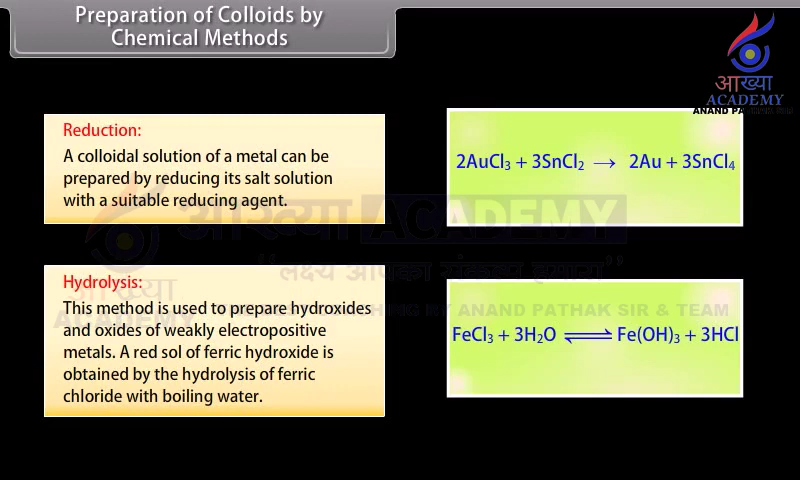 Preparation of Colloids by
Chemical Methods
आख्या
ACADEMY
ANAND PATHAK SIR
Reduction:
A colloidal solution of a metal can be
prepared by reducing its salt solution
with a suitable reducing agent.
2AuCl₃ + 3SnCl₂ → 2Au + 3SnCl₄
आख्या ACADEMY
"लक्ष्य आपका संकल्प हमारा"
Hydrolysis:
This method is used to prepare hydroxides
and oxides of weakly electropositive
metals. A red sol of ferric hydroxide is
obtained by the hydrolysis of ferric
chloride with boiling water.
आख्या
ACADEMY
BY ANAND PATHAK SIR & TEAM
FeCl₃ + 3H₂O ⇌ Fe(OH)₃ + 3HCl